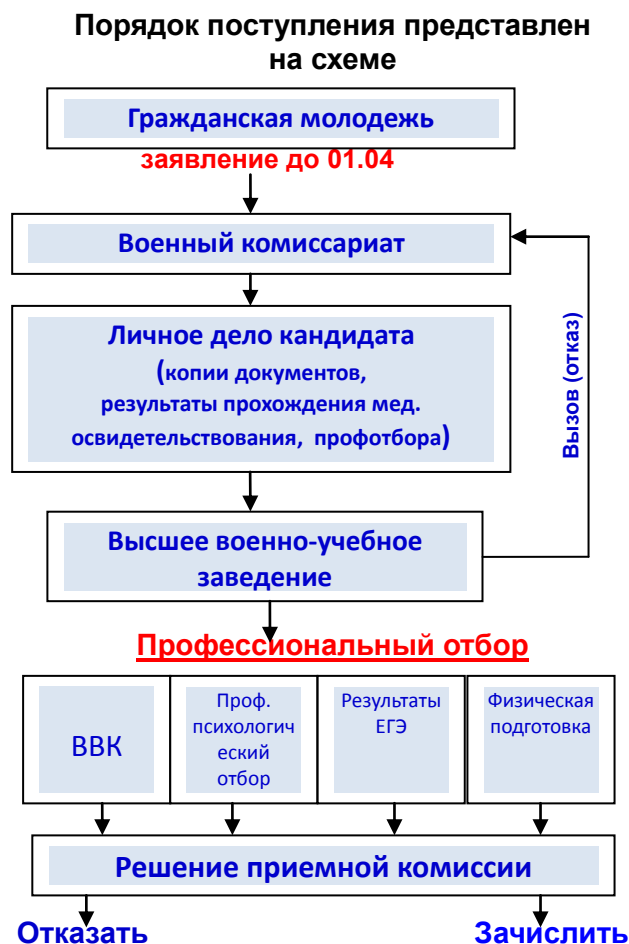 Порядок поступления представлен
на схеме
Гражданская молодежь
заявление до 01.04
Военный комиссариат
Личное дело кандидата
(копии документов,
результаты прохождения мед.
освидетельствования, профотбора)
Вызов (отказ)
Высшее военно-учебное
заведение
Профессиональный отбор
ВВК
Проф.
психологич
еский
отбор
Результаты
ЕГЭ
Физическая
подготовка
Решение приемной комиссии
Отказать
Зачислить